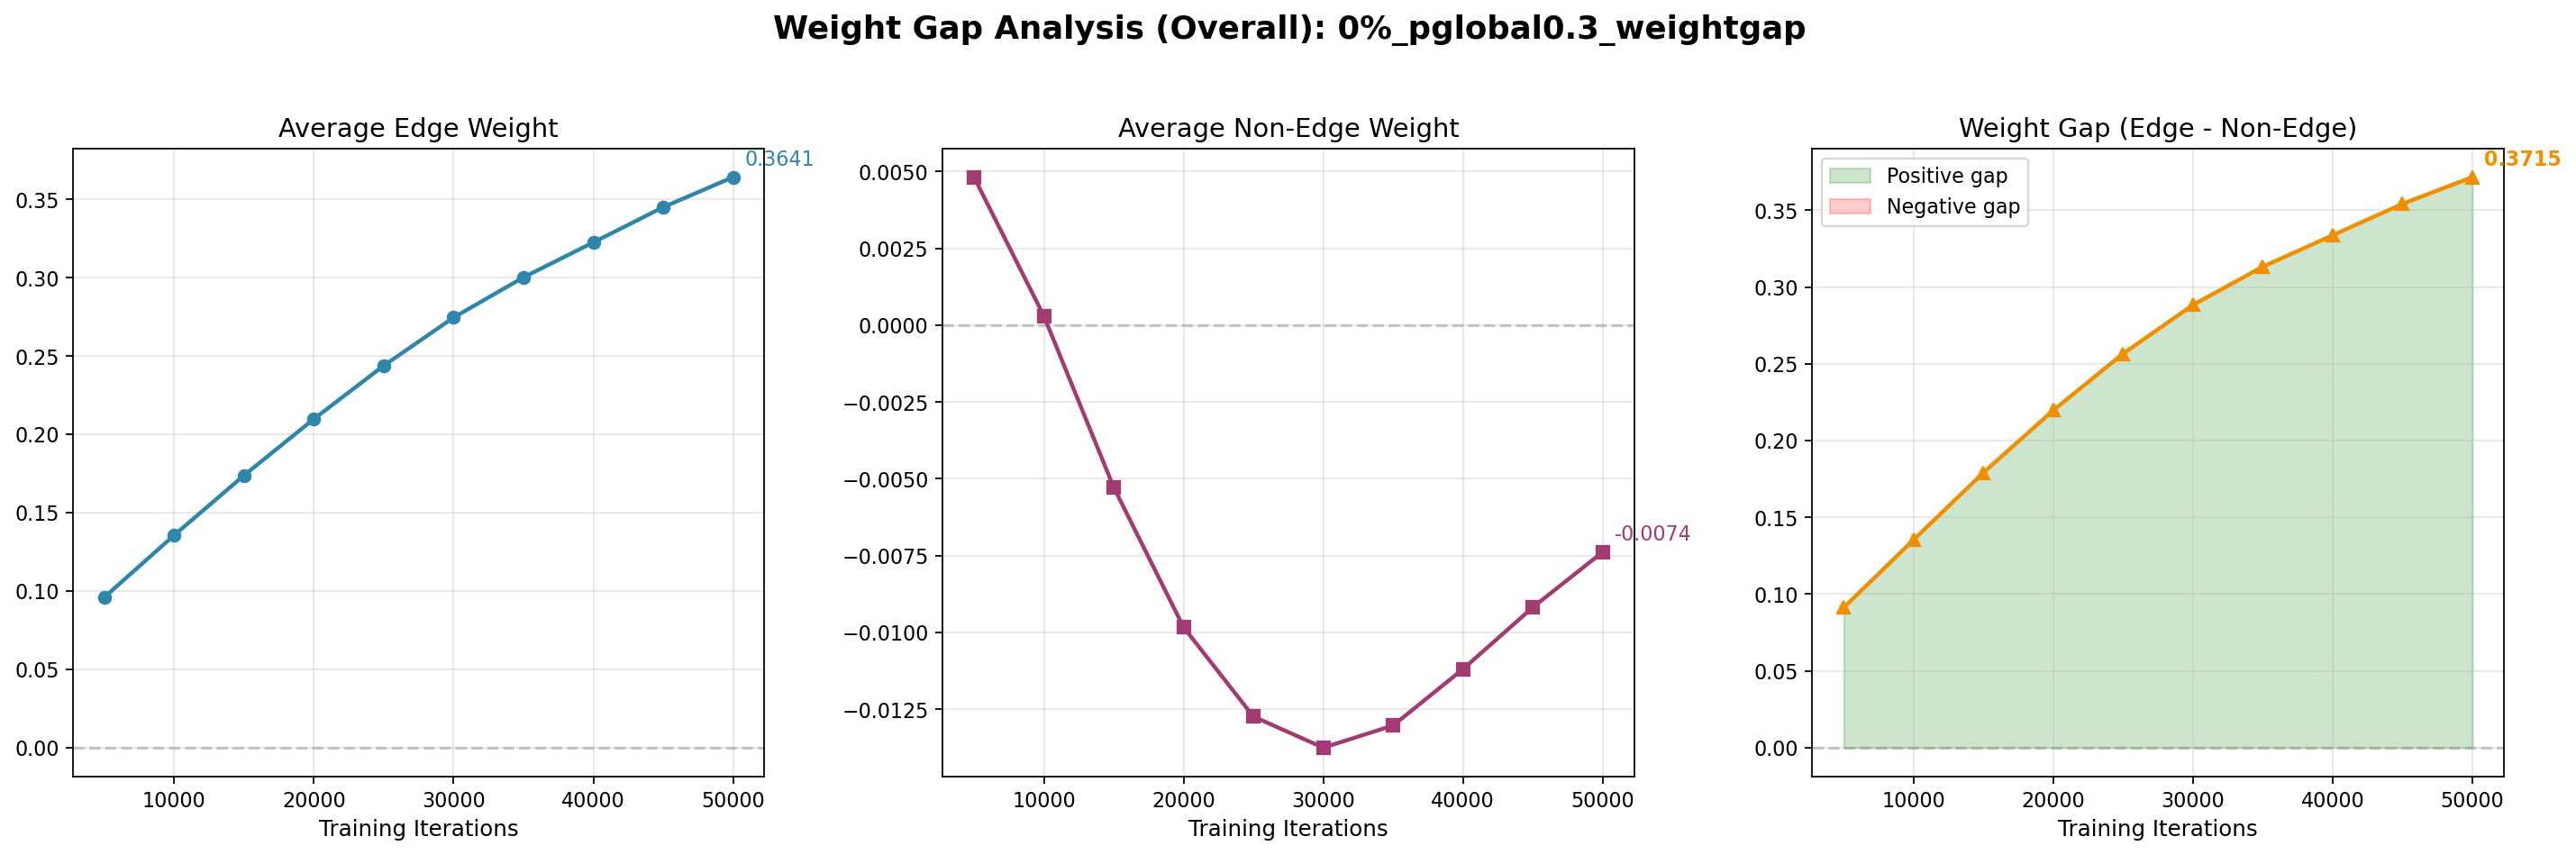 Weight Gap Analysis (Overall): 0%_pglobal0.3_weightgap
Average Edge Weight
0.3641
0.35
0.30
0.25
0.20
0.15
0.10
0.05
0.00
10000 20000 30000 40000 50000
Training Iterations
Average Non-Edge Weight
0.0050
0.0025
0.0000
−0.0025
−0.0050
-0.0074
−0.0075
−0.0100
−0.0125
10000 20000 30000 40000 50000
Training Iterations
Weight Gap (Edge - Non-Edge)
0.3715
Positive gap
Negative gap
0.35
0.30
0.25
0.20
0.15
0.10
0.05
0.00
10000 20000 30000 40000 50000
Training Iterations